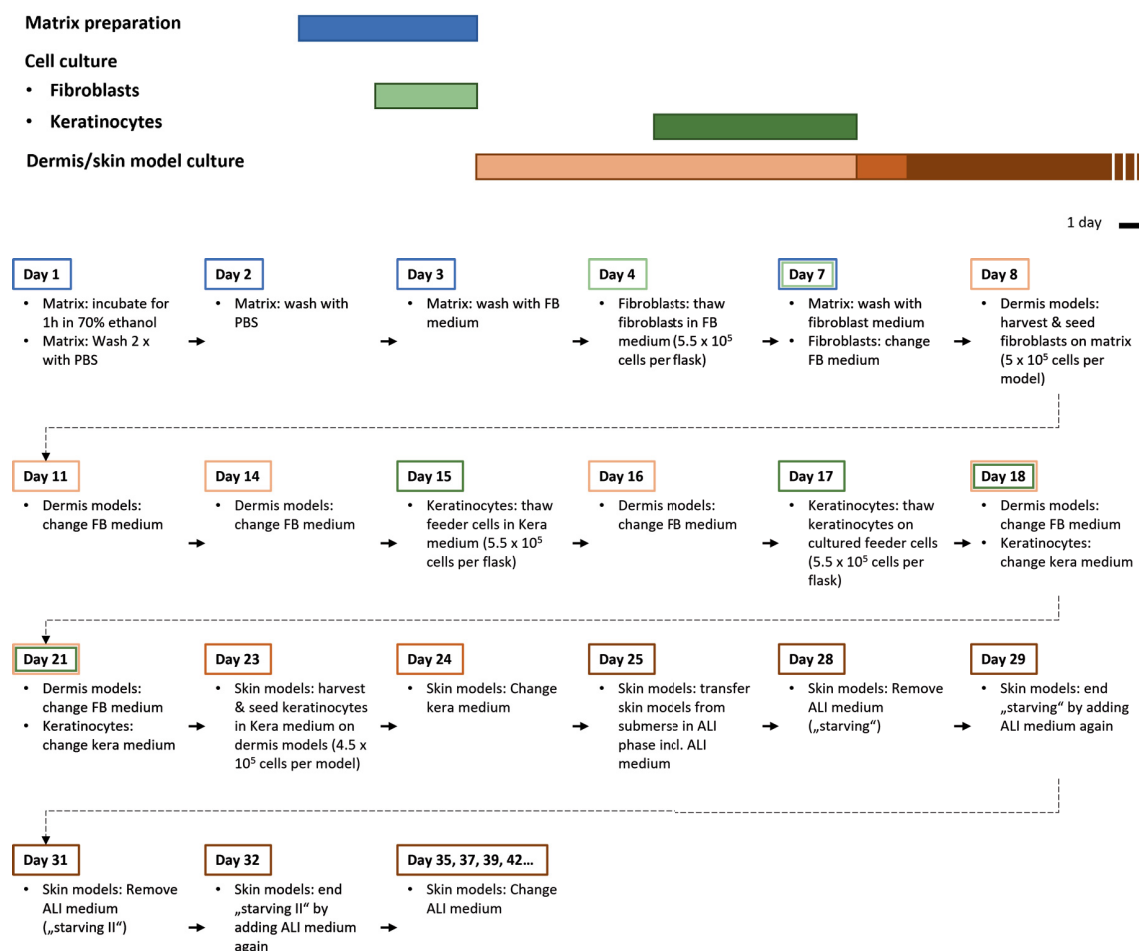 Matrix preparation
Cell culture
• Fibroblasts
• Keratinocytes
Dermis/skin model culture
1 day
Day 1
• Matrix: incubate for
1h in 70% ethanol
• Matrix: Wash 2 x
with PBS
Day 2
• Matrix: wash with
PBS
Day 3
• Matrix: wash with FB
medium
Day 4
• Fibroblasts: thaw
fibroblasts in FB
medium (5.5 x 10⁵
cells per flask)
Day 7
• Matrix: wash with
fibroblast medium
• Fibroblasts: change
FB medium
Day 8
• Dermis models:
harvest & seed
fibroblasts on matrix
(5 x 10⁵ cells per
model)
Day 11
• Dermis models:
change FB medium
Day 14
• Dermis models:
change FB medium
Day 15
• Keratinocytes: thaw
feeder cells in Kera
medium (5.5 x 10⁵
cells per flask)
Day 16
• Dermis models:
change FB medium
Day 17
• Keratinocytes: thaw
keratinocytes on
cultured feeder cells
(5.5 x 10⁵ cells per
flask)
Day 18
• Dermis models:
change FB medium
• Keratinocytes:
change kera medium
Day 21
• Dermis models:
change FB medium
• Keratinocytes:
change kera medium
Day 23
• Skin models: harvest
& seed keratinocytes
in Kera medium on
dermis models (4.5 x
10⁵ cells per model)
Day 24
• Skin models: Change
kera medium
Day 25
• Skin models: transfer
skin mocels from
submerse in ALI
phase incl. ALI
medium
Day 28
• Skin models: Remove
ALI medium
(„starving“)
Day 29
• Skin models: end
„starving“ by adding
ALI medium again
Day 31
• Skin models: Remove
ALI medium
(„starving II“)
Day 32
• Skin models: end
„starving II“ by
adding ALI medium
again
Day 35, 37, 39, 42...
• Skin models: Change
ALI medium